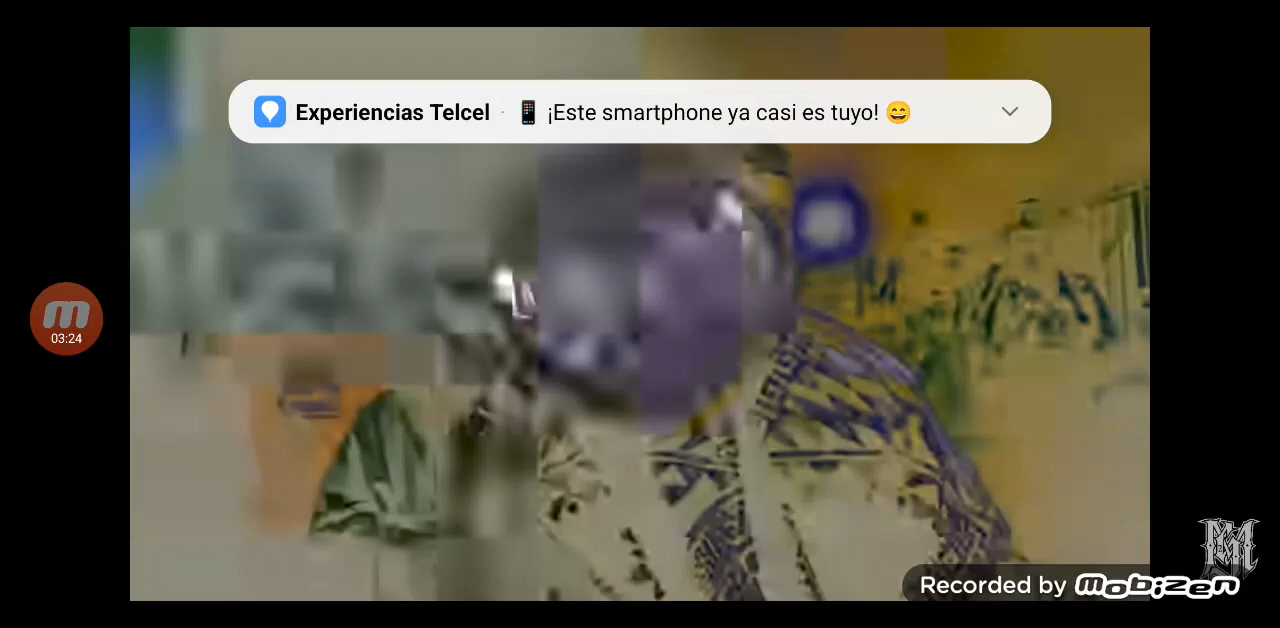 Experiencias Telcel · 📱 ¡Este smartphone ya casi es tuyo! 😄
03:24
Recorded by mobizen